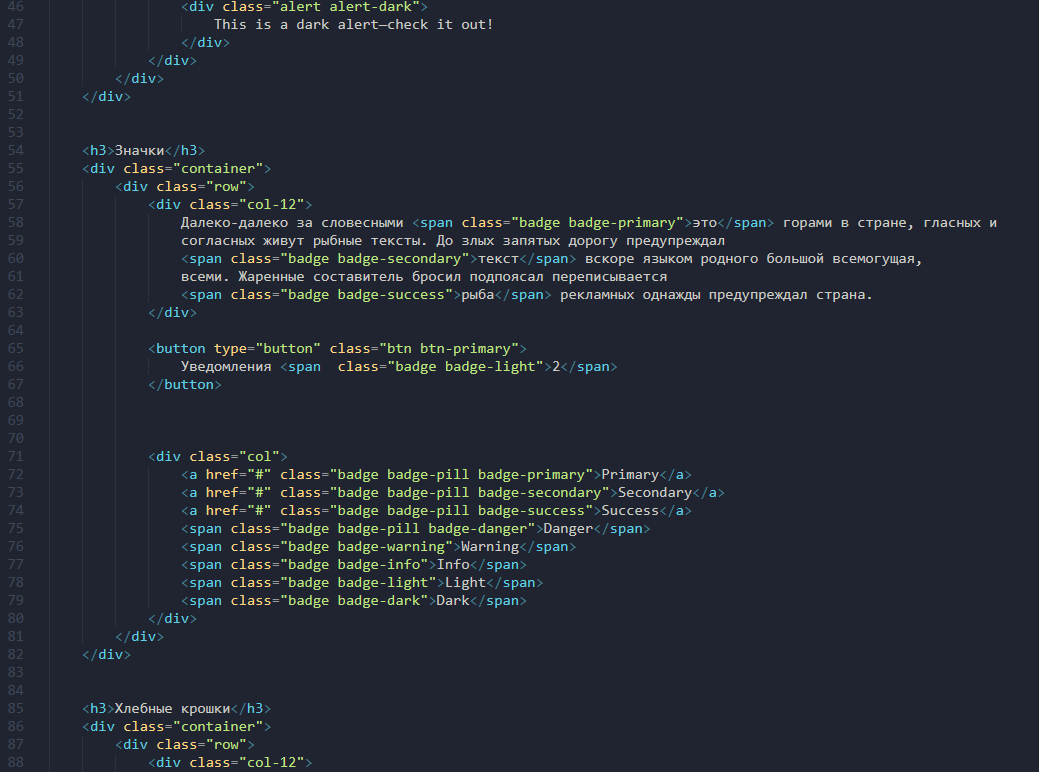 46 <div class="alert alert-dark">
47 This is a dark alert—check it out!
48 </div>
49 </div>
50 </div>
51 </div>
52
53
54 <h3>Значки</h3>
55 <div class="container">
56 <div class="row">
57 <div class="col-12">
58 Далеко-далеко за словесными <span class="badge badge-primary">это</span> горами в стране, гласных и
59 согласных живут рыбные тексты. До злых запятых дорогу предупреждал
60 <span class="badge badge-secondary">текст</span> вскоре языком родного большой всемогущая,
61 всеми. Жаренные составитель бросил подпоясал переписывается
62 <span class="badge badge-success">рыба</span> рекламных однажды предупреждал страна.
63 </div>
64
65 <button type="button" class="btn btn-primary">
66 Уведомления <span  class="badge badge-light">2</span>
67 </button>
68
69
70
71 <div class="col">
72 <a href="#" class="badge badge-pill badge-primary">Primary</a>
73 <a href="#" class="badge badge-pill badge-secondary">Secondary</a>
74 <a href="#" class="badge badge-pill badge-success">Success</a>
75 <span class="badge badge-pill badge-danger">Danger</span>
76 <span class="badge badge-warning">Warning</span>
77 <span class="badge badge-info">Info</span>
78 <span class="badge badge-light">Light</span>
79 <span class="badge badge-dark">Dark</span>
80 </div>
81 </div>
82 </div>
83
84
85 <h3>Хлебные крошки</h3>
86 <div class="container">
87 <div class="row">
88 <div class="col-12">